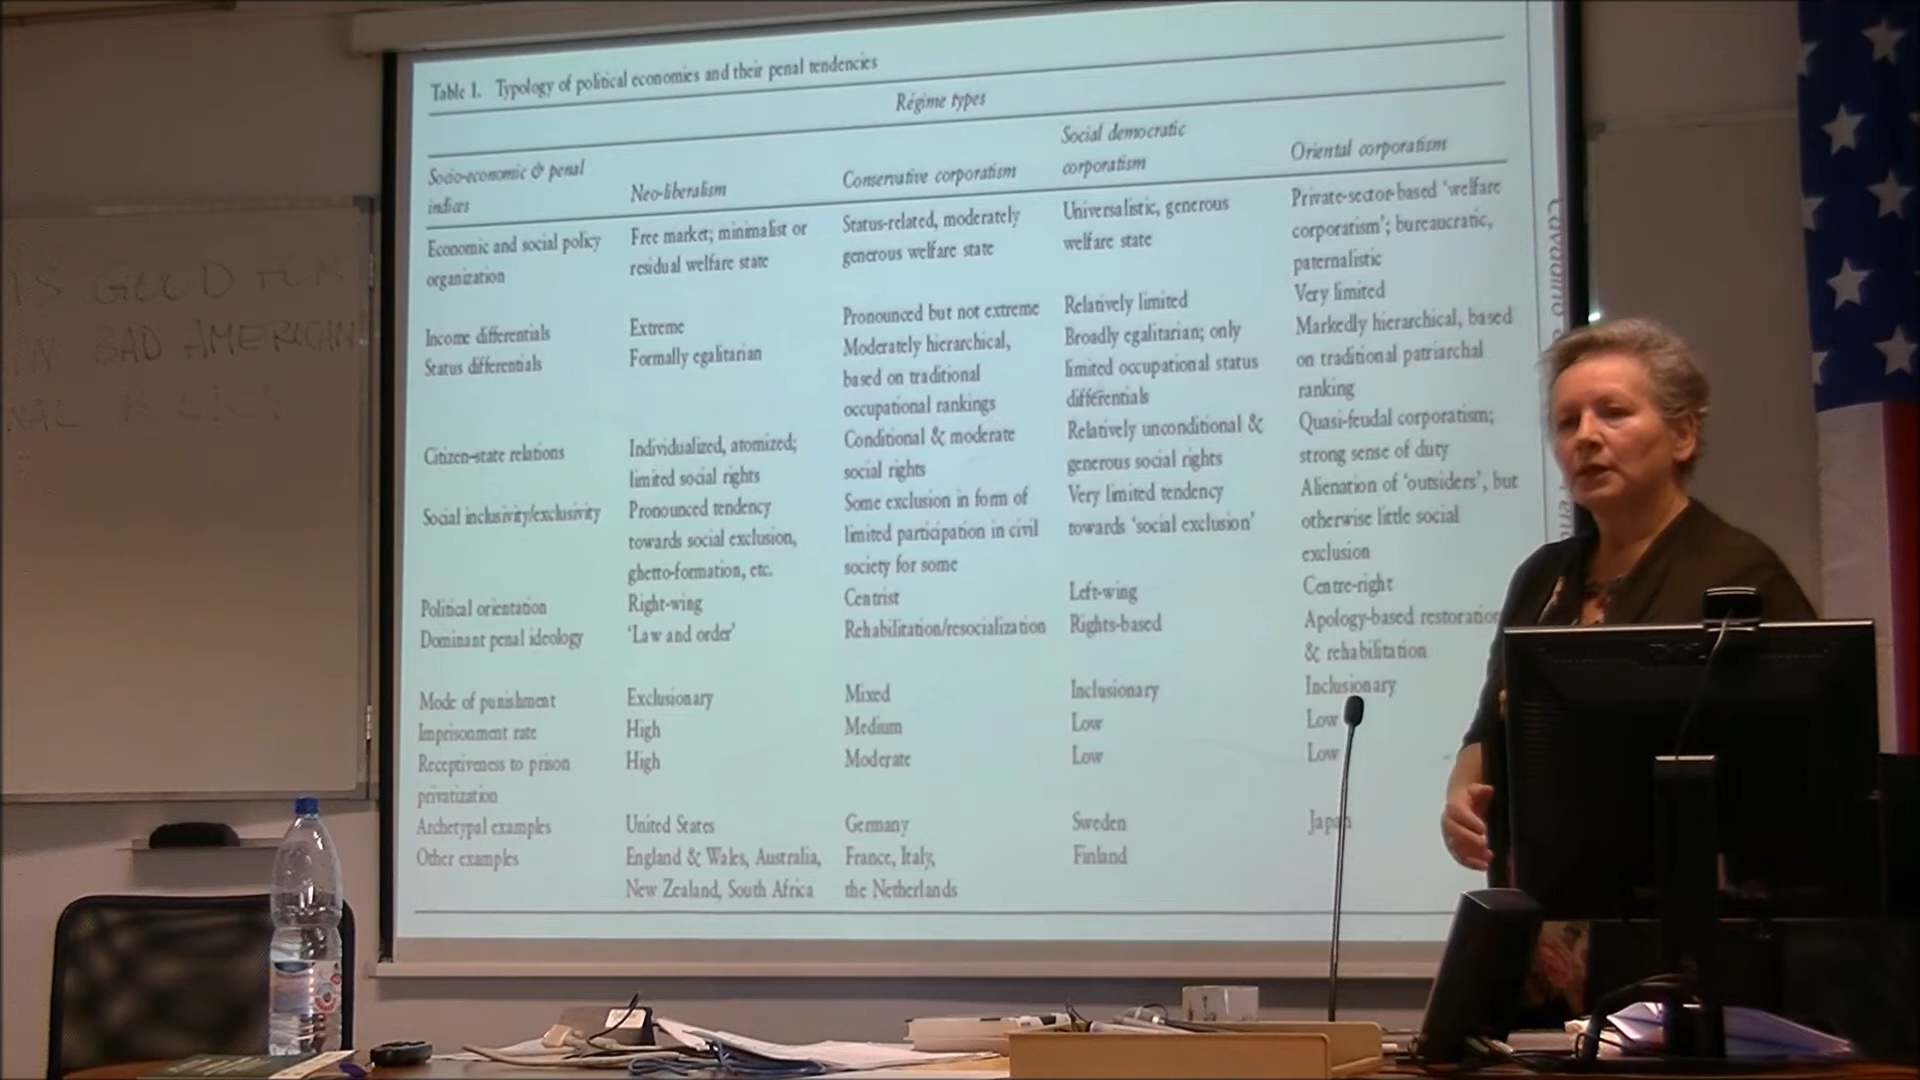 Table 1. Typology of political economies and their penal tendencies
Régime types
Socio-economic & penal indices
Neo-liberalism
Conservative corporatism
Social democratic corporatism
Oriental corporatism
Economic and social policy organization
Free market; minimalist or residual welfare state
Status-related, moderately generous welfare state
Universalistic, generous welfare state
Private-sector-based 'welfare corporatism'; bureaucratic, paternalistic
Income differentials
Extreme
Pronounced but not extreme
Relatively limited
Very limited
Status differentials
Formally egalitarian
Moderately hierarchical, based on traditional occupational rankings
Broadly egalitarian; only limited occupational status differentials
Markedly hierarchical, based on traditional patriarchal ranking
Citizen-state relations
Individualized, atomized; limited social rights
Conditional & moderate social rights
Relatively unconditional & generous social rights
Quasi-feudal corporatism; strong sense of duty
Social inclusivity/exclusivity
Pronounced tendency towards social exclusion, ghetto-formation, etc.
Some exclusion in form of limited participation in civil society for some
Very limited tendency towards 'social exclusion'
Alienation of 'outsiders', but otherwise little social exclusion
Political orientation
Right-wing
Centrist
Left-wing
Centre-right
Dominant penal ideology
'Law and order'
Rehabilitation/resocialization
Rights-based
Apology-based restoration & rehabilitation
Mode of punishment
Exclusionary
Mixed
Inclusionary
Inclusionary
Imprisonment rate
High
Medium
Low
Low
Receptiveness to prison privatization
High
Moderate
Low
Low
Archetypal examples
United States
Germany
Sweden
Japan
Other examples
England & Wales, Australia, New Zealand, South Africa
France, Italy, the Netherlands
Finland
Cavadino
IS GOOD FOR
IN BAD AMERICAN